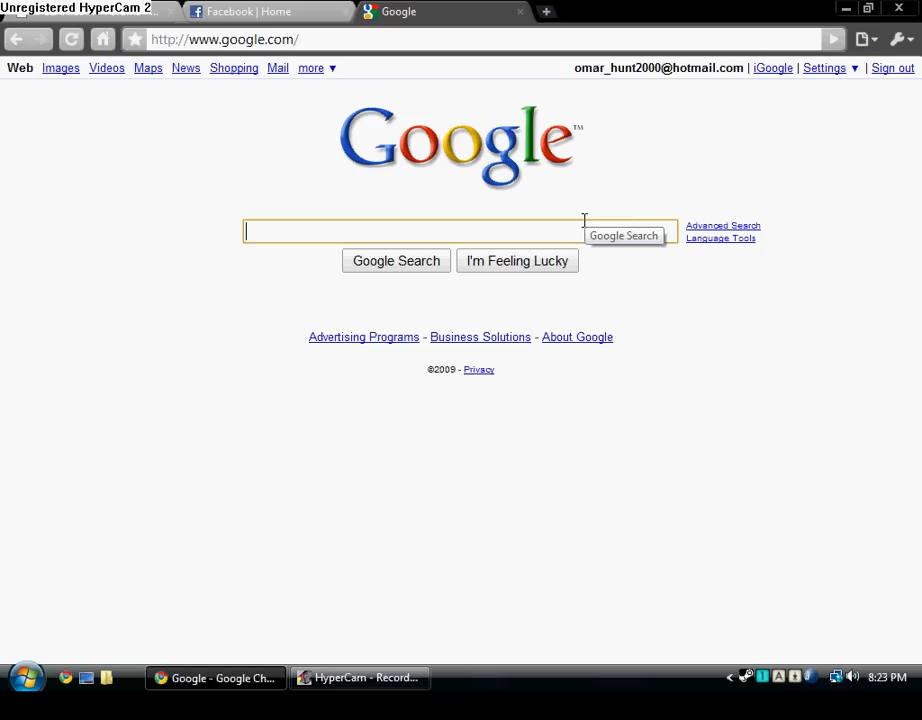 Unregistered HyperCam 2
Facebook | Home
Google
http://www.google.com/
Web Images Videos Maps News Shopping Mail more ▼
omar_hunt2000@hotmail.com | iGoogle | Settings ▼ | Sign out
Google™
Advanced Search
Google Search
Language Tools
Google Search I'm Feeling Lucky
Advertising Programs - Business Solutions - About Google
©2009 - Privacy
Google - Google Ch... HyperCam - Record... 8:23 PM